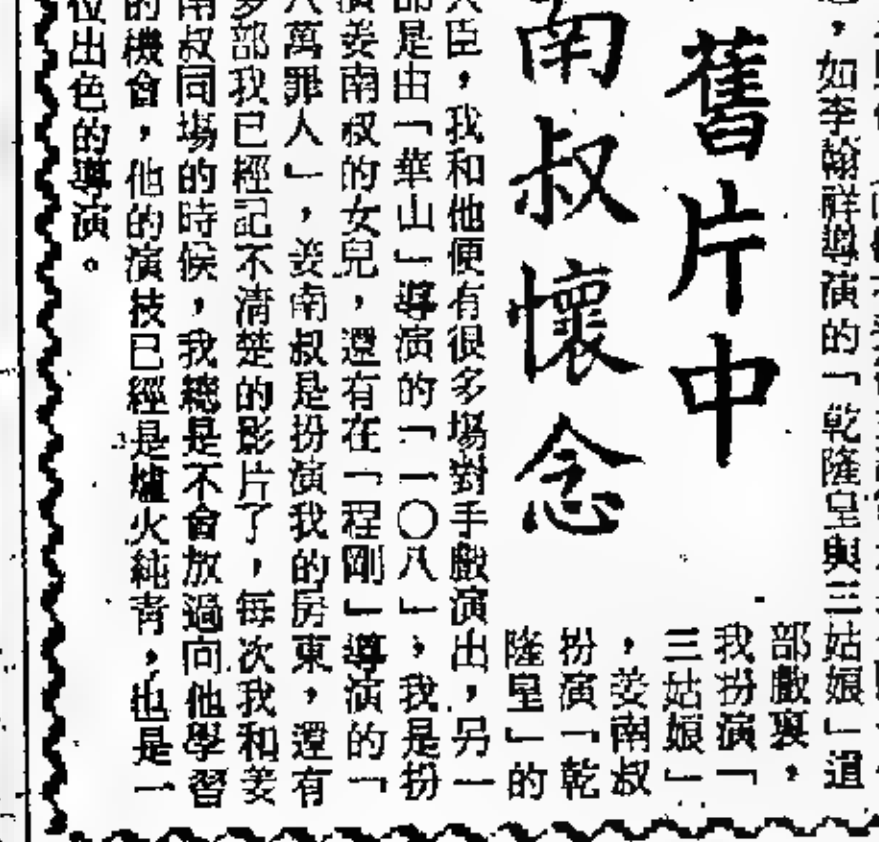 舊片中
南叔懷念
，如李翰祥導演的「乾隆皇與三姑娘」這
部戲裏，
我扮演「
三姑娘」
，姜南叔
扮演「乾
隆皇」的
大臣，我和他便有很多場對手戲演出，另一
部是由「華山」導演的「一〇八」，我是扮
演姜南叔的女兒，還有在「程剛」導演的「
八萬罪人」，姜南叔是扮演我的房東，還有
多部我已經記不清楚的影片了，每次我和姜
南叔同場的時候，我總是不會放過向他學習
的機會，他的演技已經是爐火純青，也是一
位出色的導演。